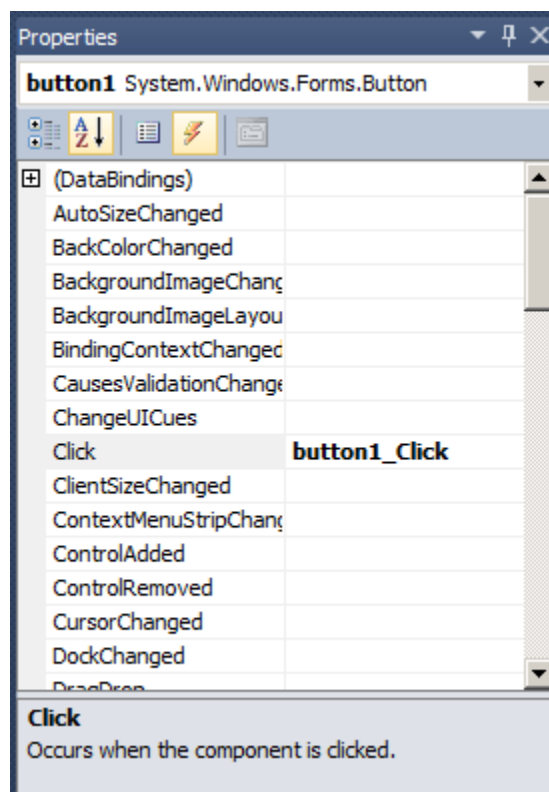 Properties
button1 System.Windows.Forms.Button
(DataBindings)
AutoSizeChanged
BackColorChanged
BackgroundImageChang
BackgroundImageLayou
BindingContextChanged
CausesValidationChange
ChangeUICues
Click button1_Click
ClientSizeChanged
ContextMenuStripChang
ControlAdded
ControlRemoved
CursorChanged
DockChanged
DragDrop
Click
Occurs when the component is clicked.